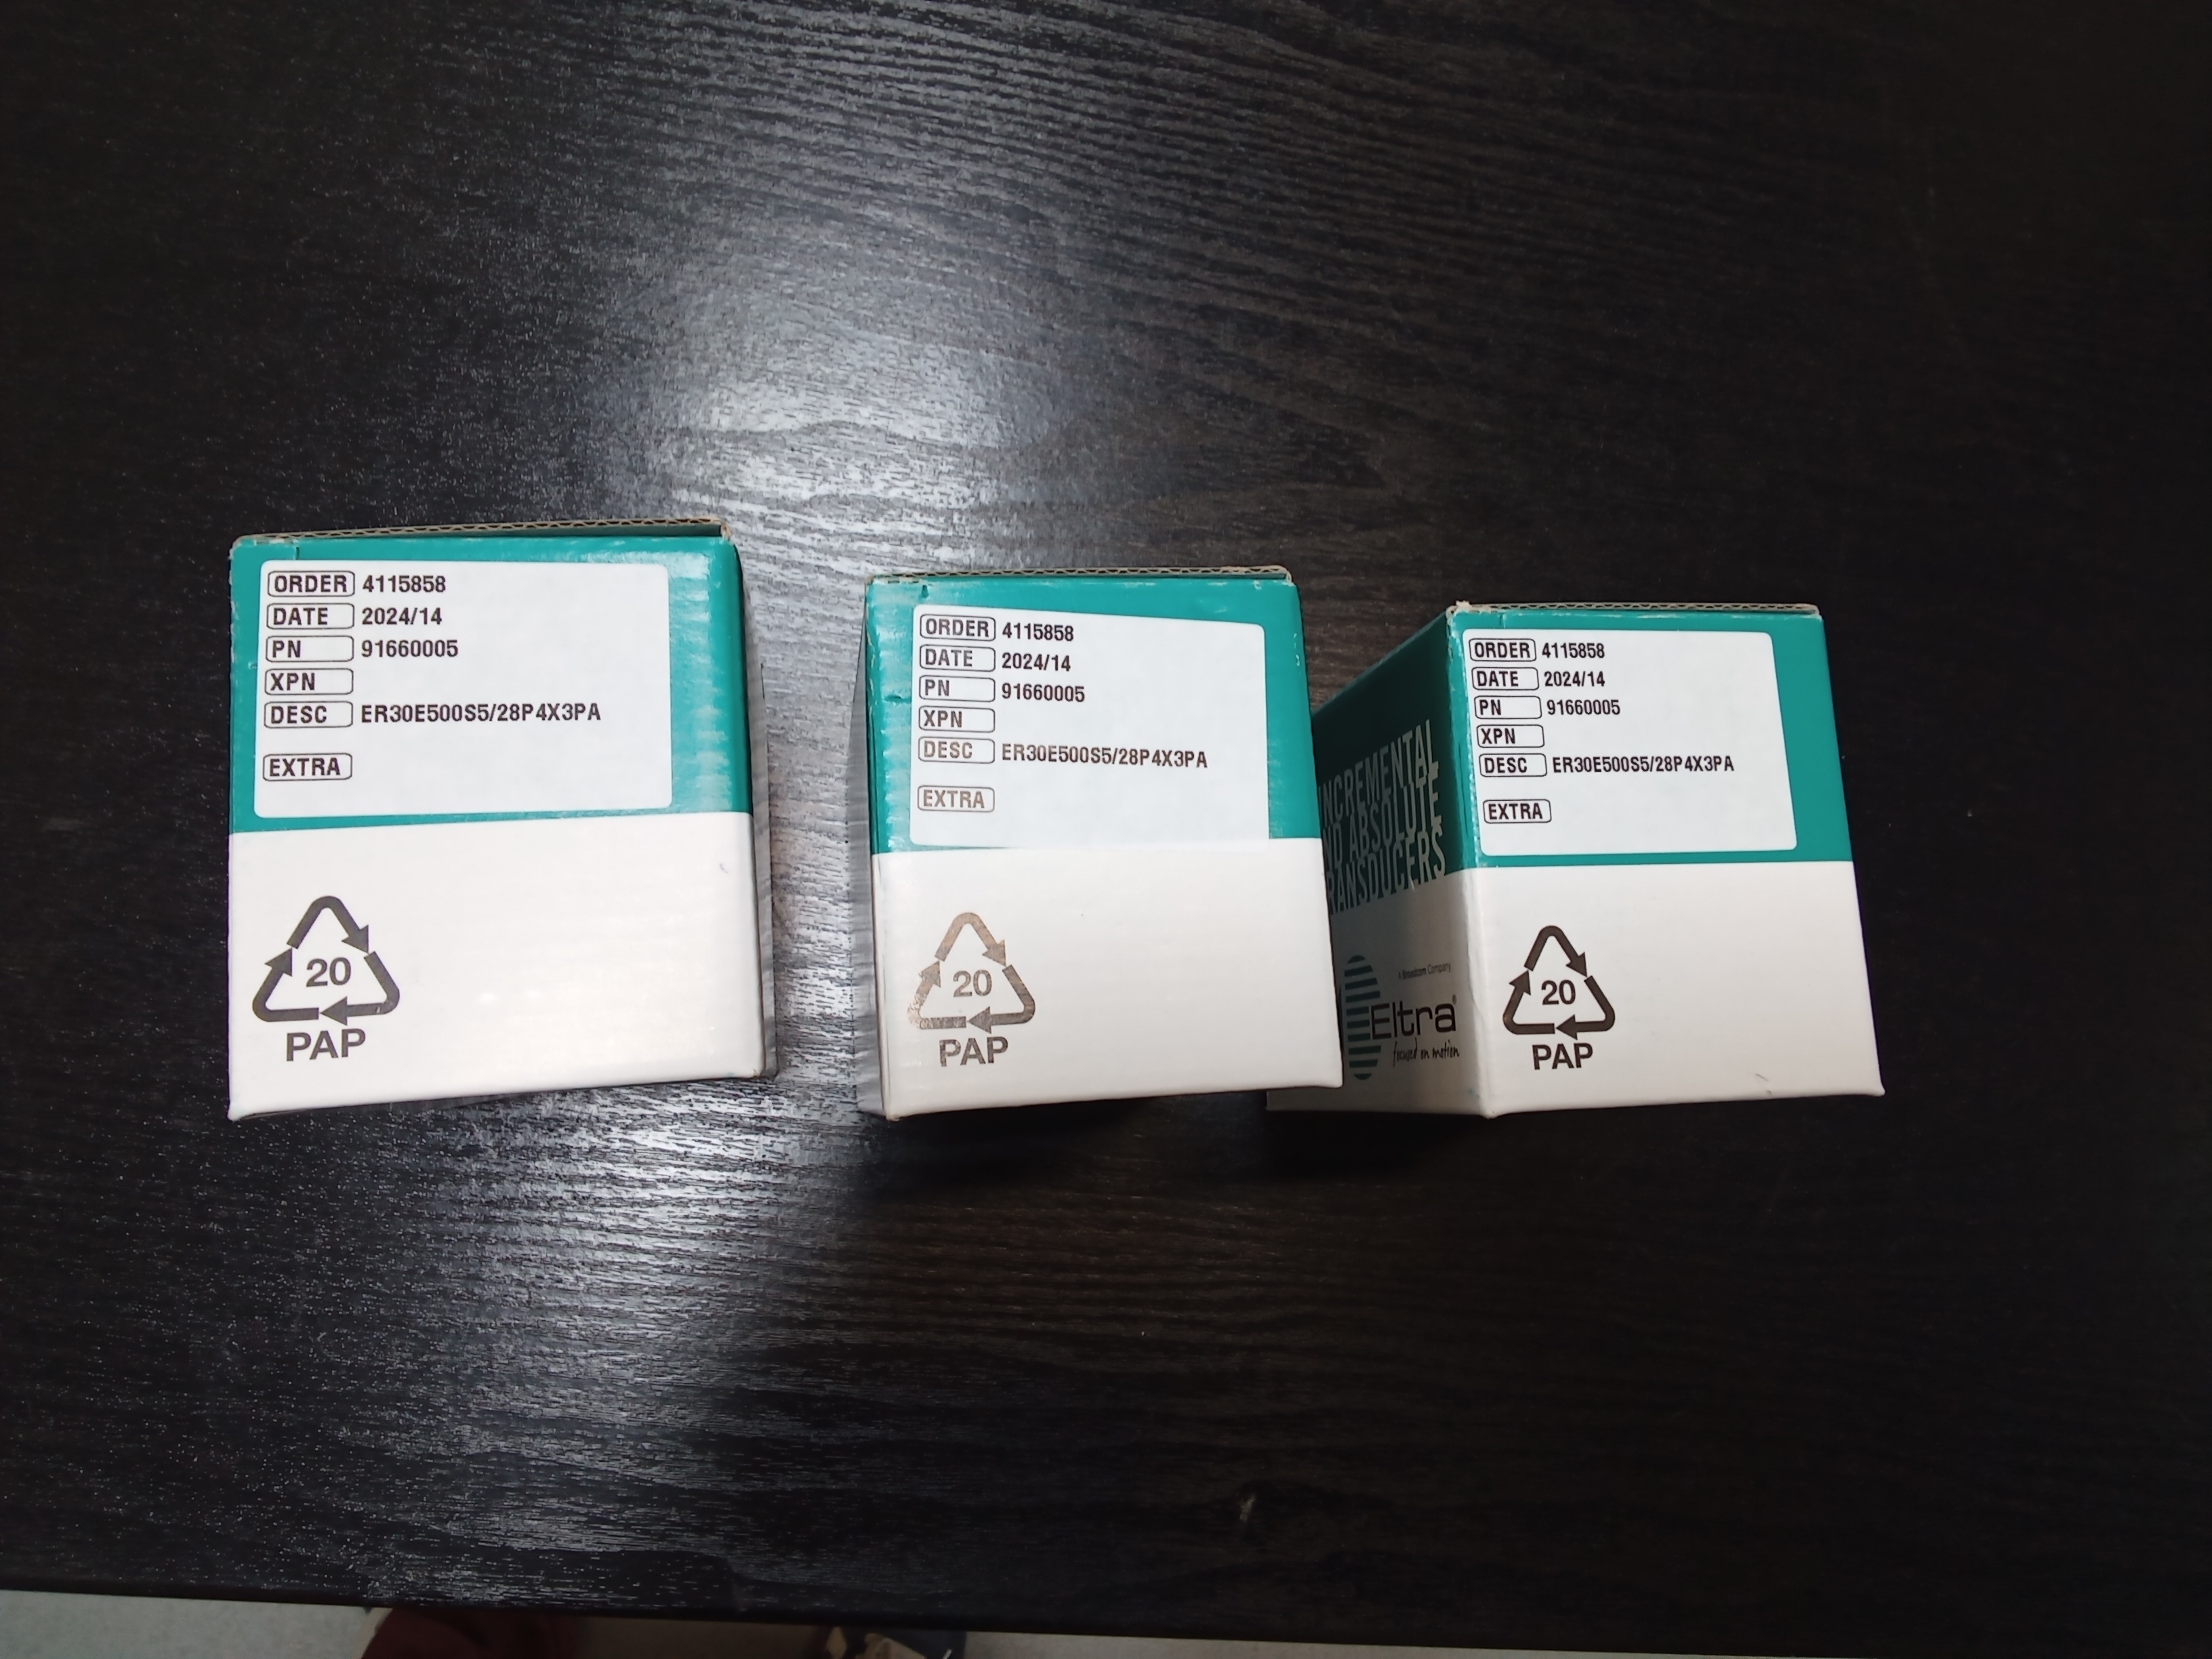 ORDER 4115858
DATE 2024/14
PN 91660005
XPN
DESC ER30E500S5/28P4X3PA
EXTRA
20
PAP
ORDER 4115858
DATE 2024/14
PN 91660005
XPN
DESC ER30E500S5/28P4X3PA
EXTRA
20
PAP
INCREMENTAL
ABSOLUTE
TRANSDUCERS
A Broadcom Company
Eltra®
focused on motion
ORDER 4115858
DATE 2024/14
PN 91660005
XPN
DESC ER30E500S5/28P4X3PA
EXTRA
20
PAP